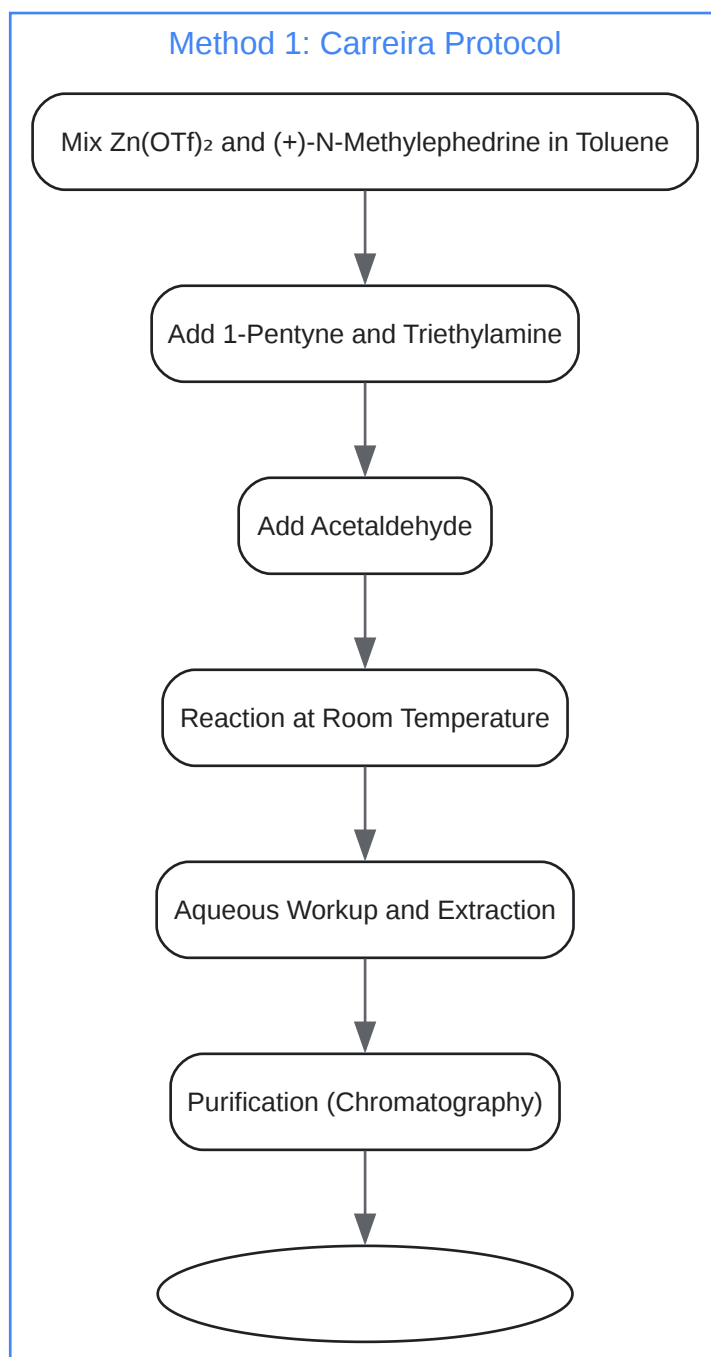 Method 1: Carreira Protocol
Mix Zn(OTf)₂ and (+)-N-Methylephedrine in Toluene
Add 1-Pentyne and Triethylamine
Add Acetaldehyde
Reaction at Room Temperature
Aqueous Workup and Extraction
Purification (Chromatography)